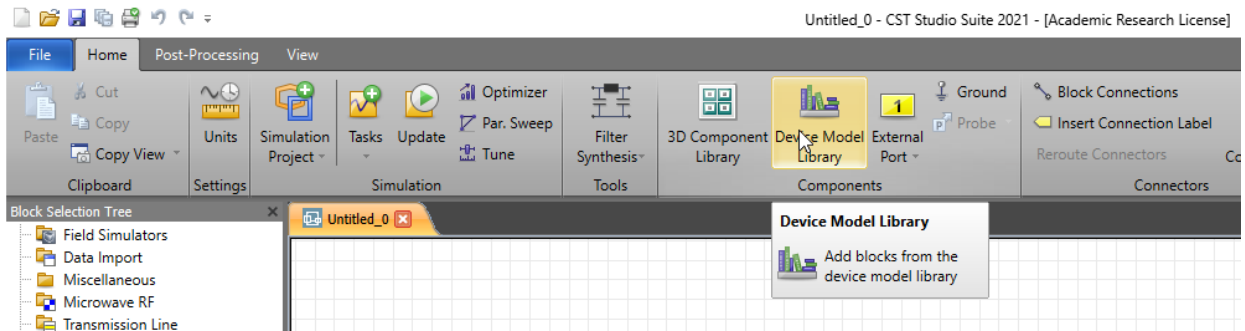 Untitled_0 - CST Studio Suite 2021 - [Academic Research License]
File Home Post-Processing View
Paste
Cut
Copy
Copy View
Clipboard
Units
Settings
Simulation
Project
Tasks
Update
Optimizer
Par. Sweep
Tune
Simulation
Filter
Synthesis
Tools
3D Component
Library
Device Model
Library
External
Port
1
Ground
Probe
Components
Block Connections
Insert Connection Label
Reroute Connectors
Co
Connectors
Block Selection Tree
Field Simulators
Data Import
Miscellaneous
Microwave RF
Transmission Line
Untitled_0
Device Model Library
Add blocks from the
device model library